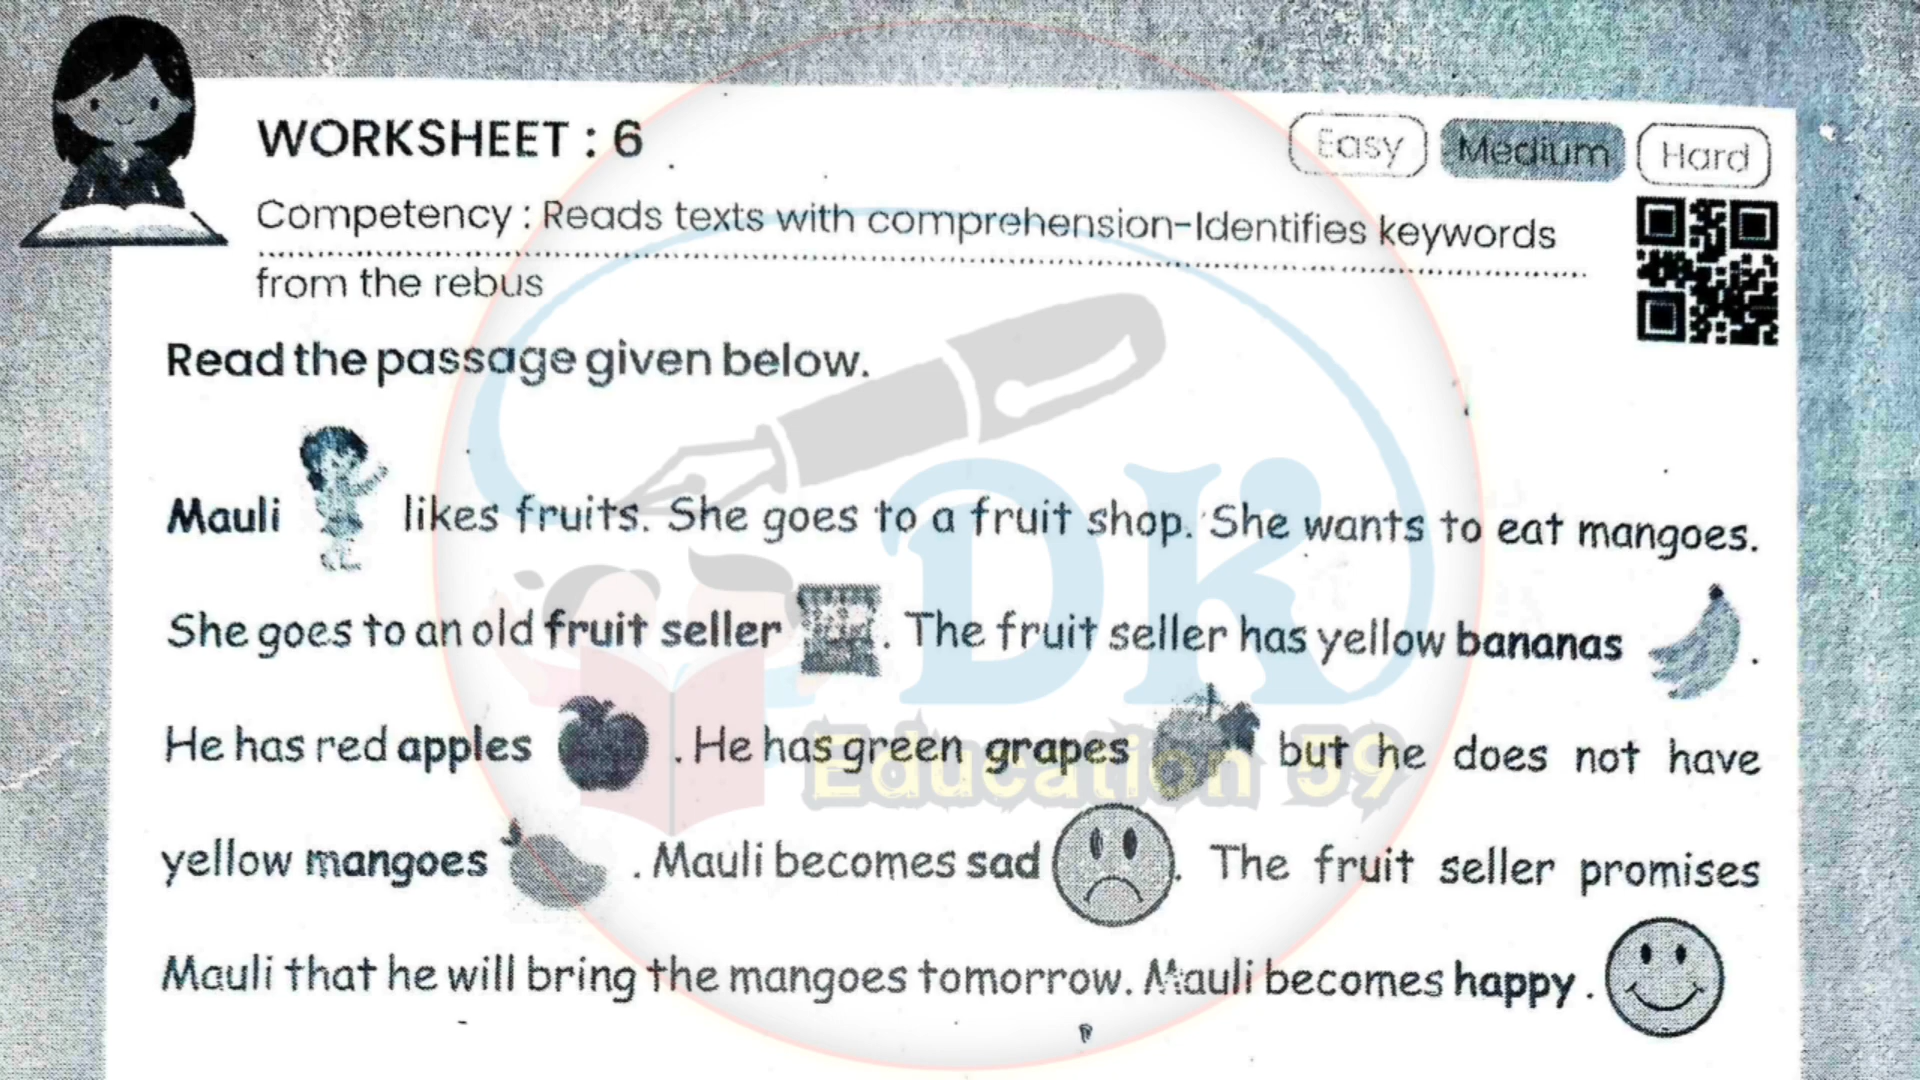 WORKSHEET : 6
Easy Medium Hard
Competency : Reads texts with comprehension-Identifies keywords
from the rebus
Read the passage given below.
Mauli likes fruits. She goes to a fruit shop. She wants to eat mangoes.
She goes to an old fruit seller . The fruit seller has yellow bananas .
He has red apples . He has green grapes but he does not have
yellow mangoes . Mauli becomes sad . The fruit seller promises
Mauli that he will bring the mangoes tomorrow. Mauli becomes happy .
DK
Education 59